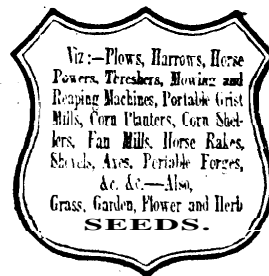 Viz :—Plows, Harrows, Horse
Powers, Threshers, Mowing and
Reaping Machines, Portable Grist
Mills, Corn Planters, Corn Shel-
lers, Fan Mills, Horse Rakes,
Shovels, Axes, Portable Forges,
&c. &c.—Also,
Grass, Garden, Flower and Herb
SEEDS.